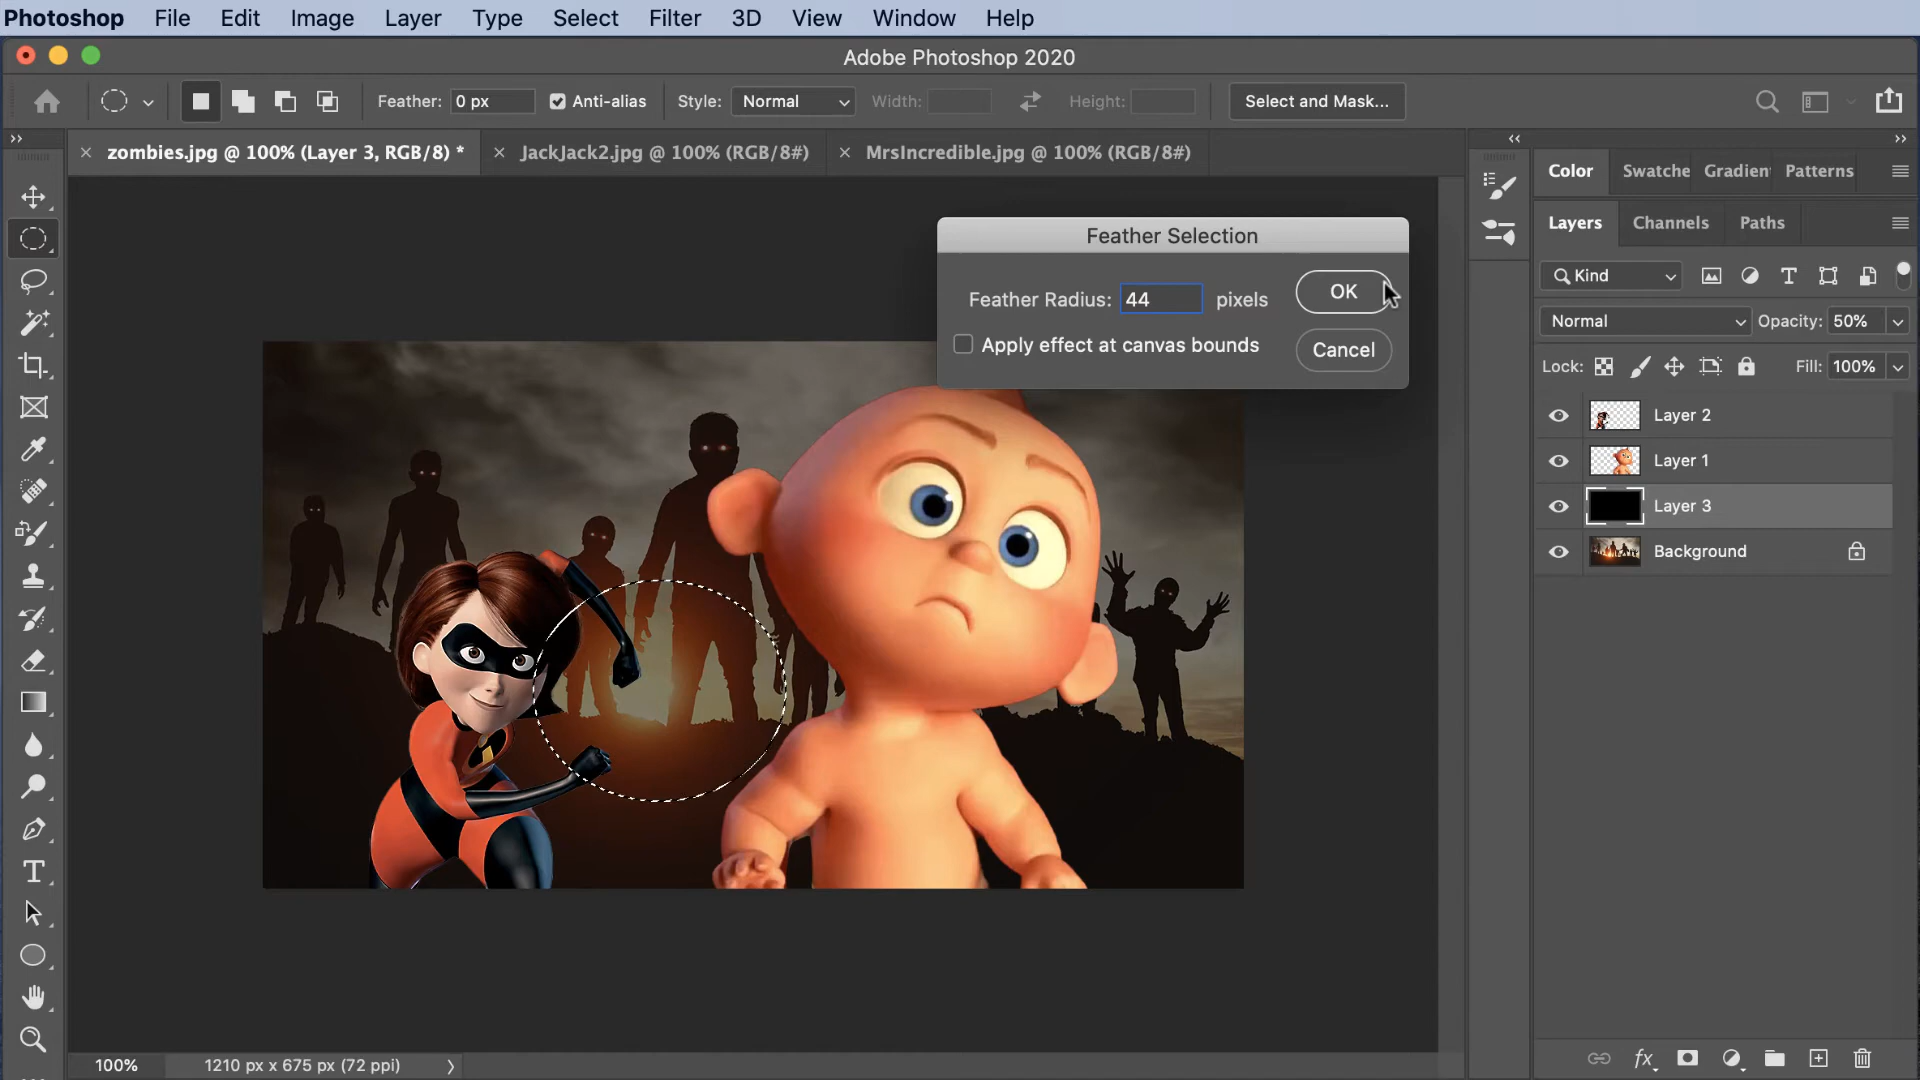 Photoshop File Edit Image Layer Type Select Filter 3D View Window Help
Adobe Photoshop 2020
Feather: 0 px Anti-alias Style: Normal Width: Height: Select and Mask...
zombies.jpg @ 100% (Layer 3, RGB/8) * JackJack2.jpg @ 100% (RGB/8#) MrsIncredible.jpg @ 100% (RGB/8#)
Color Swatche Gradien Patterns
Layers Channels Paths
Feather Selection
Feather Radius: 44 pixels OK
Apply effect at canvas bounds Cancel
Kind
Normal Opacity: 50%
Lock: Fill: 100%
Layer 2
Layer 1
Layer 3
Background
100% 1210 px x 675 px (72 ppi)